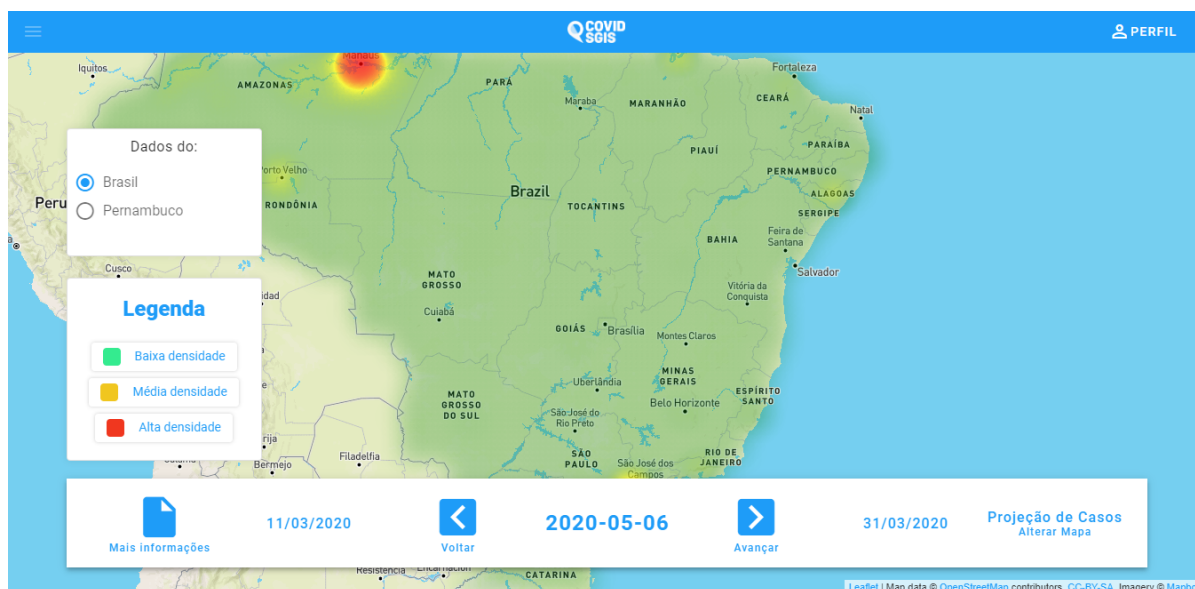 COVID
SGIS
PERFIL
Iquitos
Manaus
AMAZONAS
PARÁ
Maraba
MARANHÃO
Fortaleza
CEARÁ
Natal
PARAÍBA
PIAUÍ
PERNAMBUCO
ALAGOAS
SERGIPE
Dados do:
Brasil
Pernambuco
Porto Velho
RONDÔNIA
Peru
Brazil
TOCANTINS
BAHIA
Feira de
Santana
Salvador
Cusco
MATO
GROSSO
Cuiabá
Vitória da
Conquista
GOIÁS
Brasília
Montes Claros
Legenda
Baixa densidade
Média densidade
Alta densidade
Uberlândia
MINAS
GERAIS
Belo Horizonte
ESPÍRITO
SANTO
MATO
GROSSO
DO SUL
São José do
Rio Preto
SÃO
PAULO
São José dos
Campos
RIO DE
JANEIRO
Bermejo
Filadelfia
Mais informações
11/03/2020
Voltar
2020-05-06
Avançar
31/03/2020
Projeção de Casos
Alterar Mapa
Resistencia
Encarnación
CATARINA
Leaflet | Map data © OpenStreetMap contributors, CC-BY-SA, Imagery © Mapbo